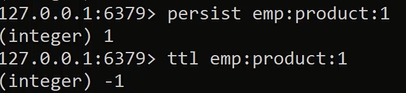 127.0.0.1:6379> persist emp:product:1
(integer) 1
127.0.0.1:6379> ttl emp:product:1
(integer) -1